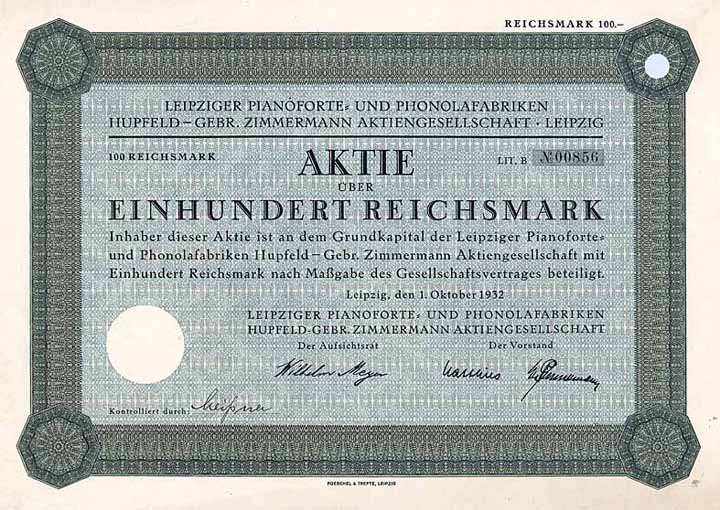 REICHSMARK 100.–
LEIPZIGER PIANOFORTE- UND PHONOLAFABRIKEN
HUPFELD – GEBR. ZIMMERMANN AKTIENGESELLSCHAFT · LEIPZIG
100 REICHSMARK
AKTIE
LIT. B № 00856
ÜBER
EINHUNDERT REICHSMARK
Inhaber dieser Aktie ist an dem Grundkapital der Leipziger Pianoforte-
und Phonolafabriken Hupfeld – Gebr. Zimmermann Aktiengesellschaft mit
Einhundert Reichsmark nach Maßgabe des Gesellschaftsvertrages beteiligt.
Leipzig, den 1. Oktober 1932
LEIPZIGER PIANOFORTE- UND PHONOLAFABRIKEN
HUPFELD-GEBR. ZIMMERMANN AKTIENGESELLSCHAFT
Der Aufsichtsrat Der Vorstand
Wilhelm Meyer
Kontrolliert durch: Meißner
POESCHEL & TREPTE, LEIPZIG